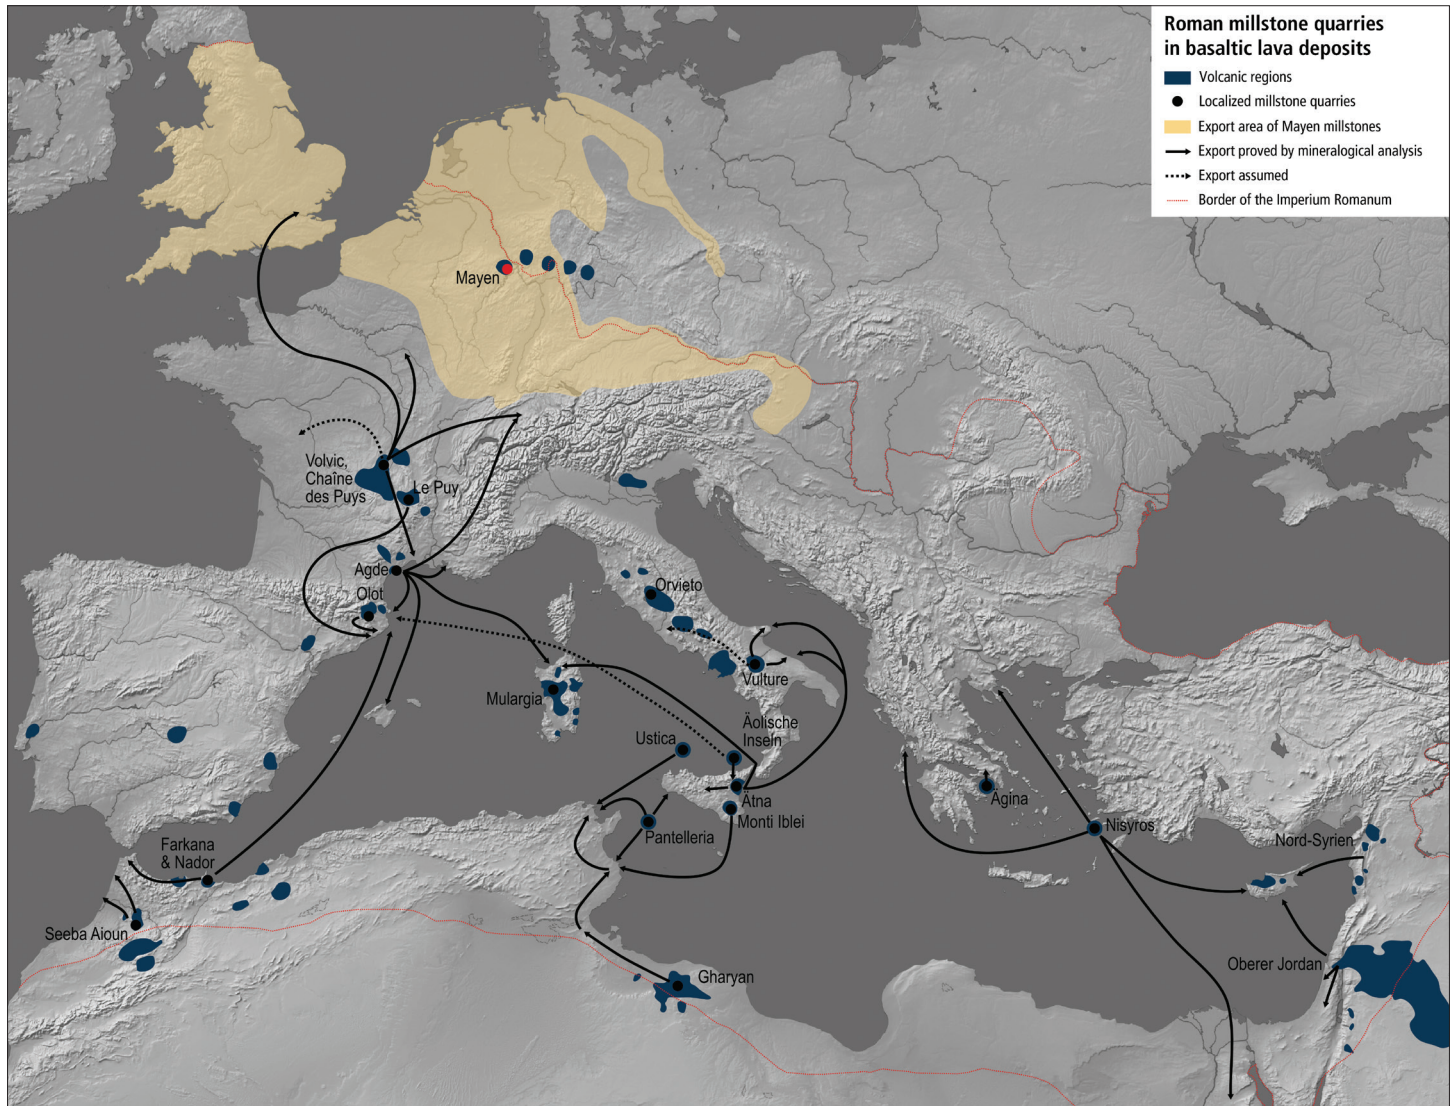 Roman millstone quarries
in basaltic lava deposits
Volcanic regions
Localized millstone quarries
Export area of Mayen millstones
Export proved by mineralogical analysis
Export assumed
Border of the Imperium Romanum
Mayen
Volvic,
Chaîne
des Puys
Le Puy
Agde
Olot
Orvieto
Vulture
Mulargia
Äolische
Inseln
Ustica
Ätna
Monti Iblei
Pantelleria
Ägina
Nisyros
Nord-Syrien
Farkana
& Nador
Seeba Aioun
Gharyan
Oberer Jordan